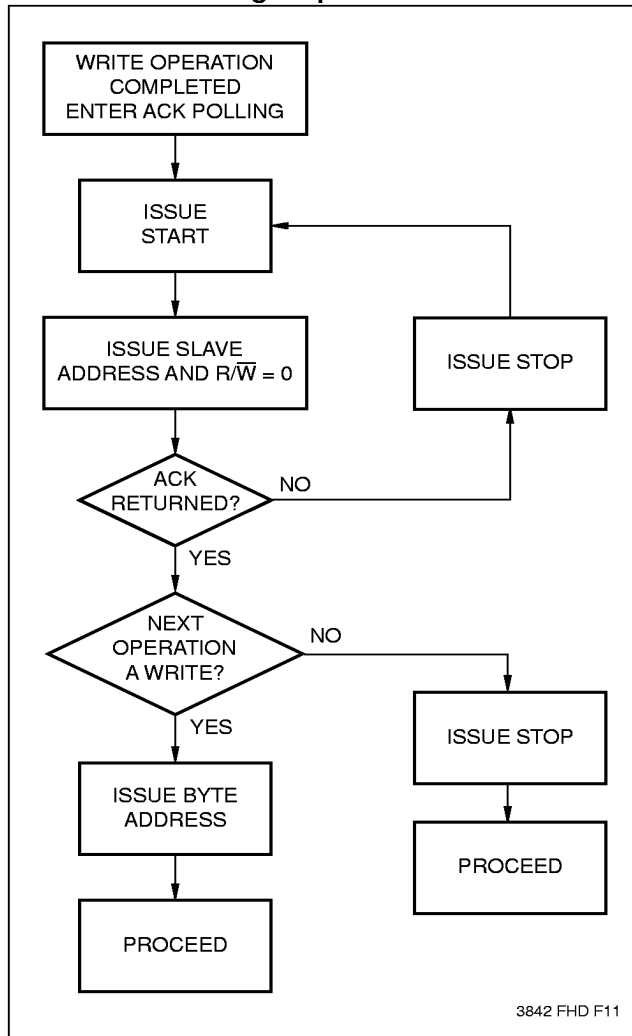 WRITE OPERATION
COMPLETED
ENTER ACK POLLING
ISSUE
START
ISSUE SLAVE
ADDRESS AND R/W̅ = 0
ISSUE STOP
ACK
RETURNED?
NO
YES
NEXT
OPERATION
A WRITE?
NO
YES
ISSUE STOP
ISSUE BYTE
ADDRESS
PROCEED
PROCEED
3842 FHD F11